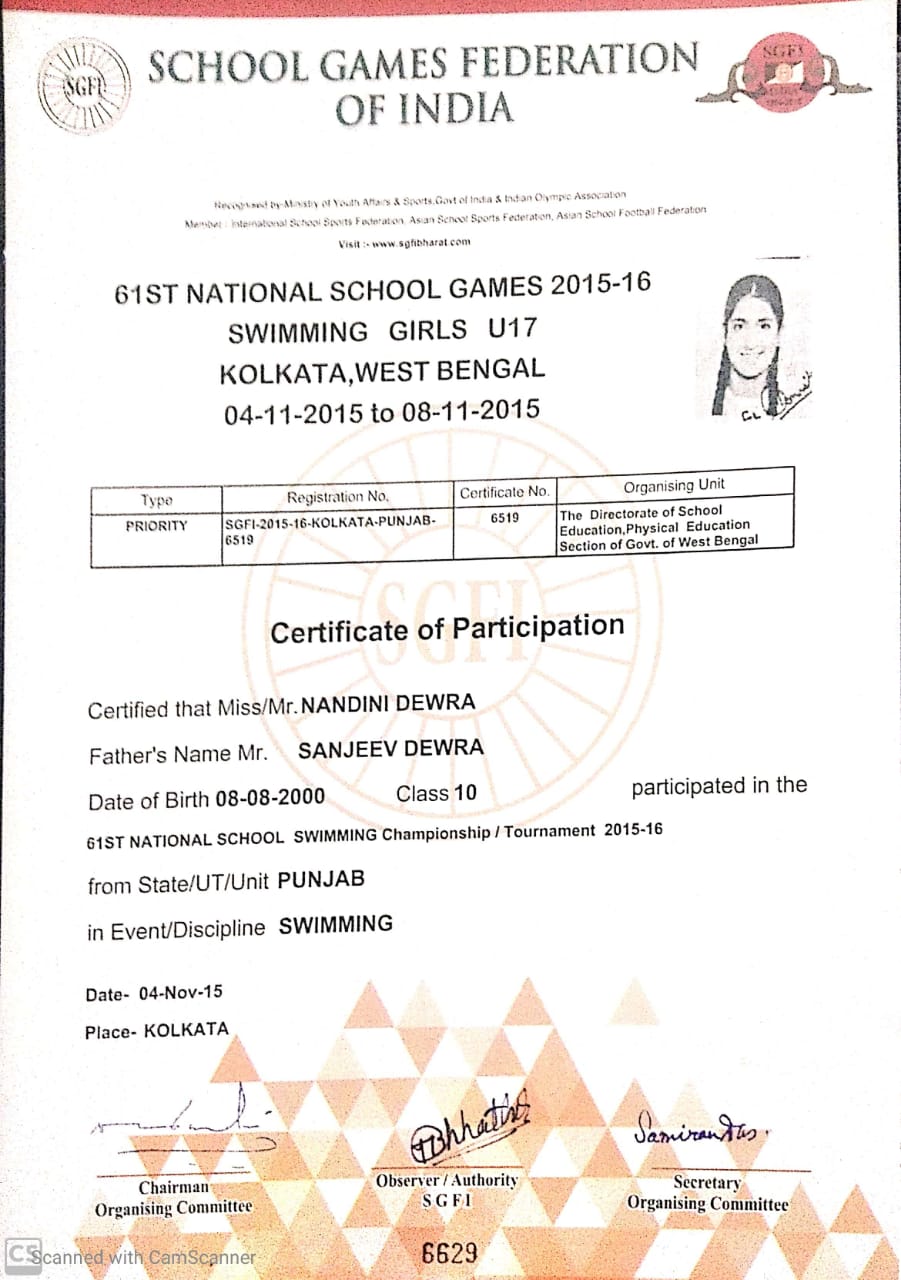 SGFI
SCHOOL GAMES FEDERATION
OF INDIA
SGFI
Recognised by-Ministry of Youth Affairs & Sports,Govt of India & Indian Olympic Association
Member : International School Sports Federation, Asian School Sports Federation, Asian School Football Federation
Visit :- www.sgfibharat.com
61ST NATIONAL SCHOOL GAMES 2015-16
SWIMMING GIRLS U17
KOLKATA,WEST BENGAL
04-11-2015 to 08-11-2015
Type Registration No. Certificate No. Organising Unit
PRIORITY SGFI-2015-16-KOLKATA-PUNJAB-6519 6519 The Directorate of School
Education,Physical Education
Section of Govt. of West Bengal
SGFI
Certificate of Participation
Certified that Miss/Mr. NANDINI DEWRA
Father's Name Mr. SANJEEV DEWRA
Date of Birth 08-08-2000 Class 10 participated in the
61ST NATIONAL SCHOOL SWIMMING Championship / Tournament 2015-16
from State/UT/Unit PUNJAB
in Event/Discipline SWIMMING
Date- 04-Nov-15
Place- KOLKATA
Samiran Das.
Chairman
Organising Committee
Observer / Authority
SGFI
Secretary
Organising Committee
6629
CS Scanned with CamScanner